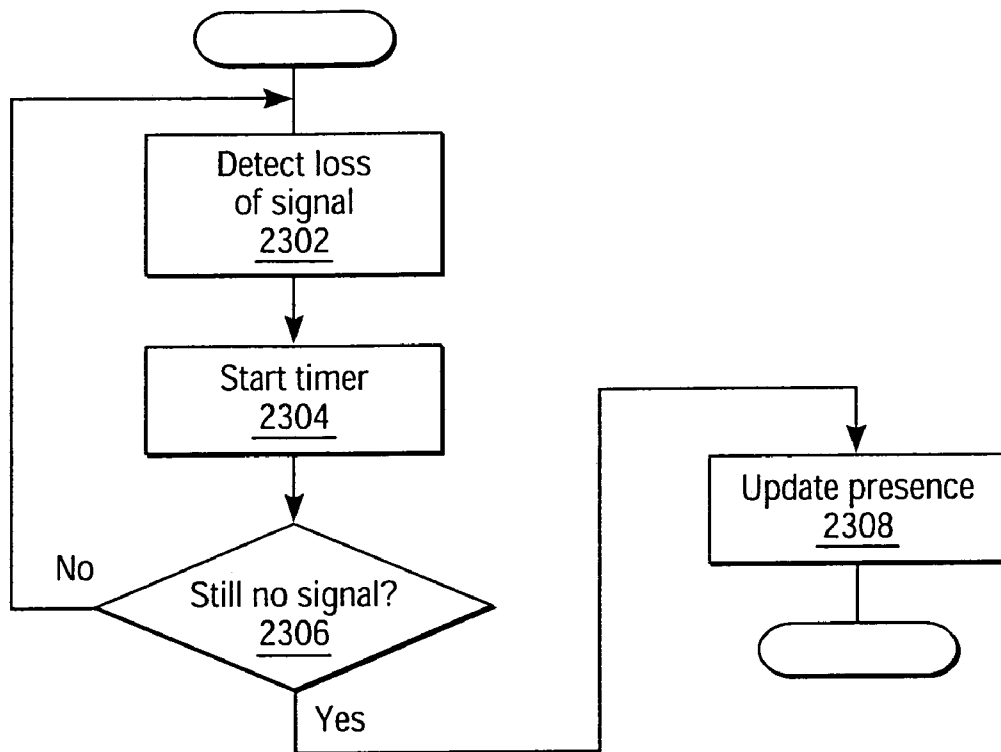 Detect loss
of signal
2302
Start timer
2304
Still no signal?
2306
No
Yes
Update presence
2308